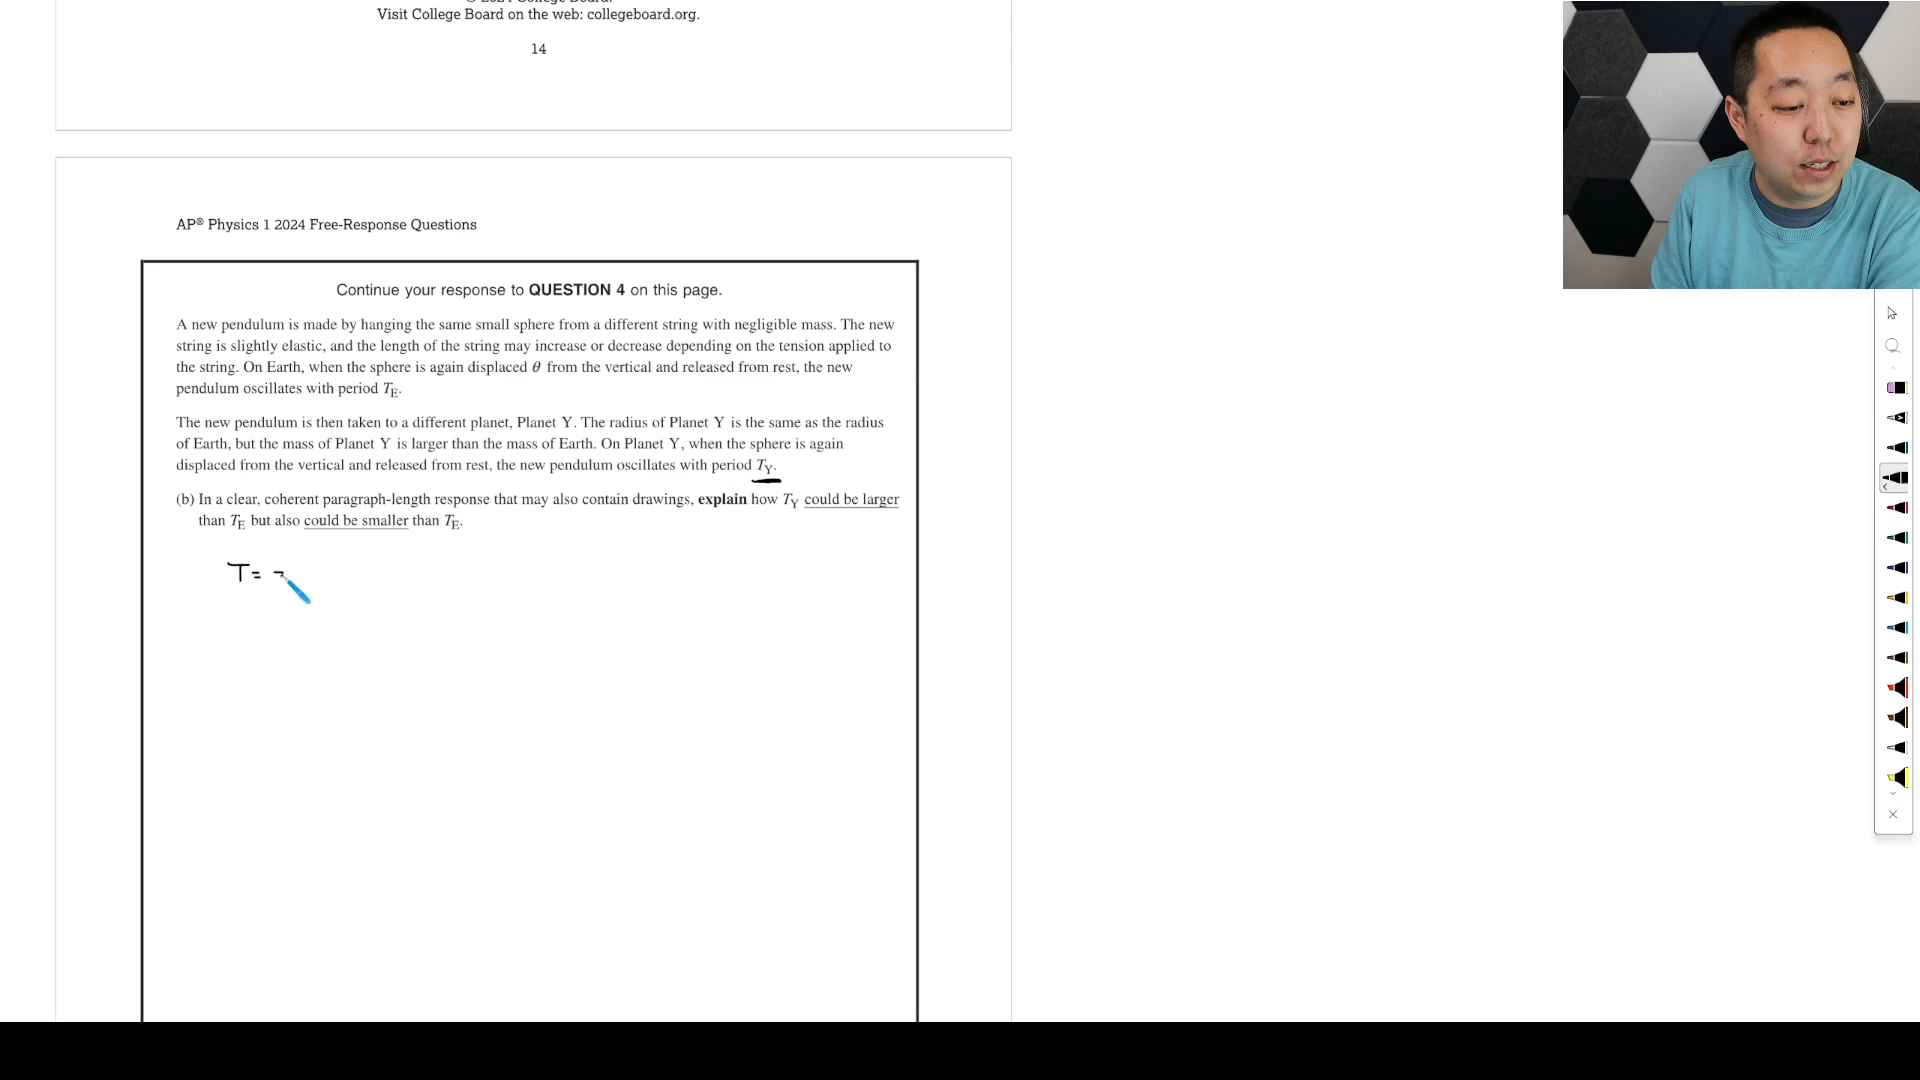 Visit College Board on the web: collegeboard.org.
14
AP® Physics 1 2024 Free-Response Questions
Continue your response to QUESTION 4 on this page.
A new pendulum is made by hanging the same small sphere from a different string with negligible mass. The new
string is slightly elastic, and the length of the string may increase or decrease depending on the tension applied to
the string. On Earth, when the sphere is again displaced θ from the vertical and released from rest, the new
pendulum oscillates with period T_E.
The new pendulum is then taken to a different planet, Planet Y. The radius of Planet Y is the same as the radius
of Earth, but the mass of Planet Y is larger than the mass of Earth. On Planet Y, when the sphere is again
displaced from the vertical and released from rest, the new pendulum oscillates with period T_Y.
(b) In a clear, coherent paragraph-length response that may also contain drawings, explain how T_Y could be larger
than T_E but also could be smaller than T_E.
T=